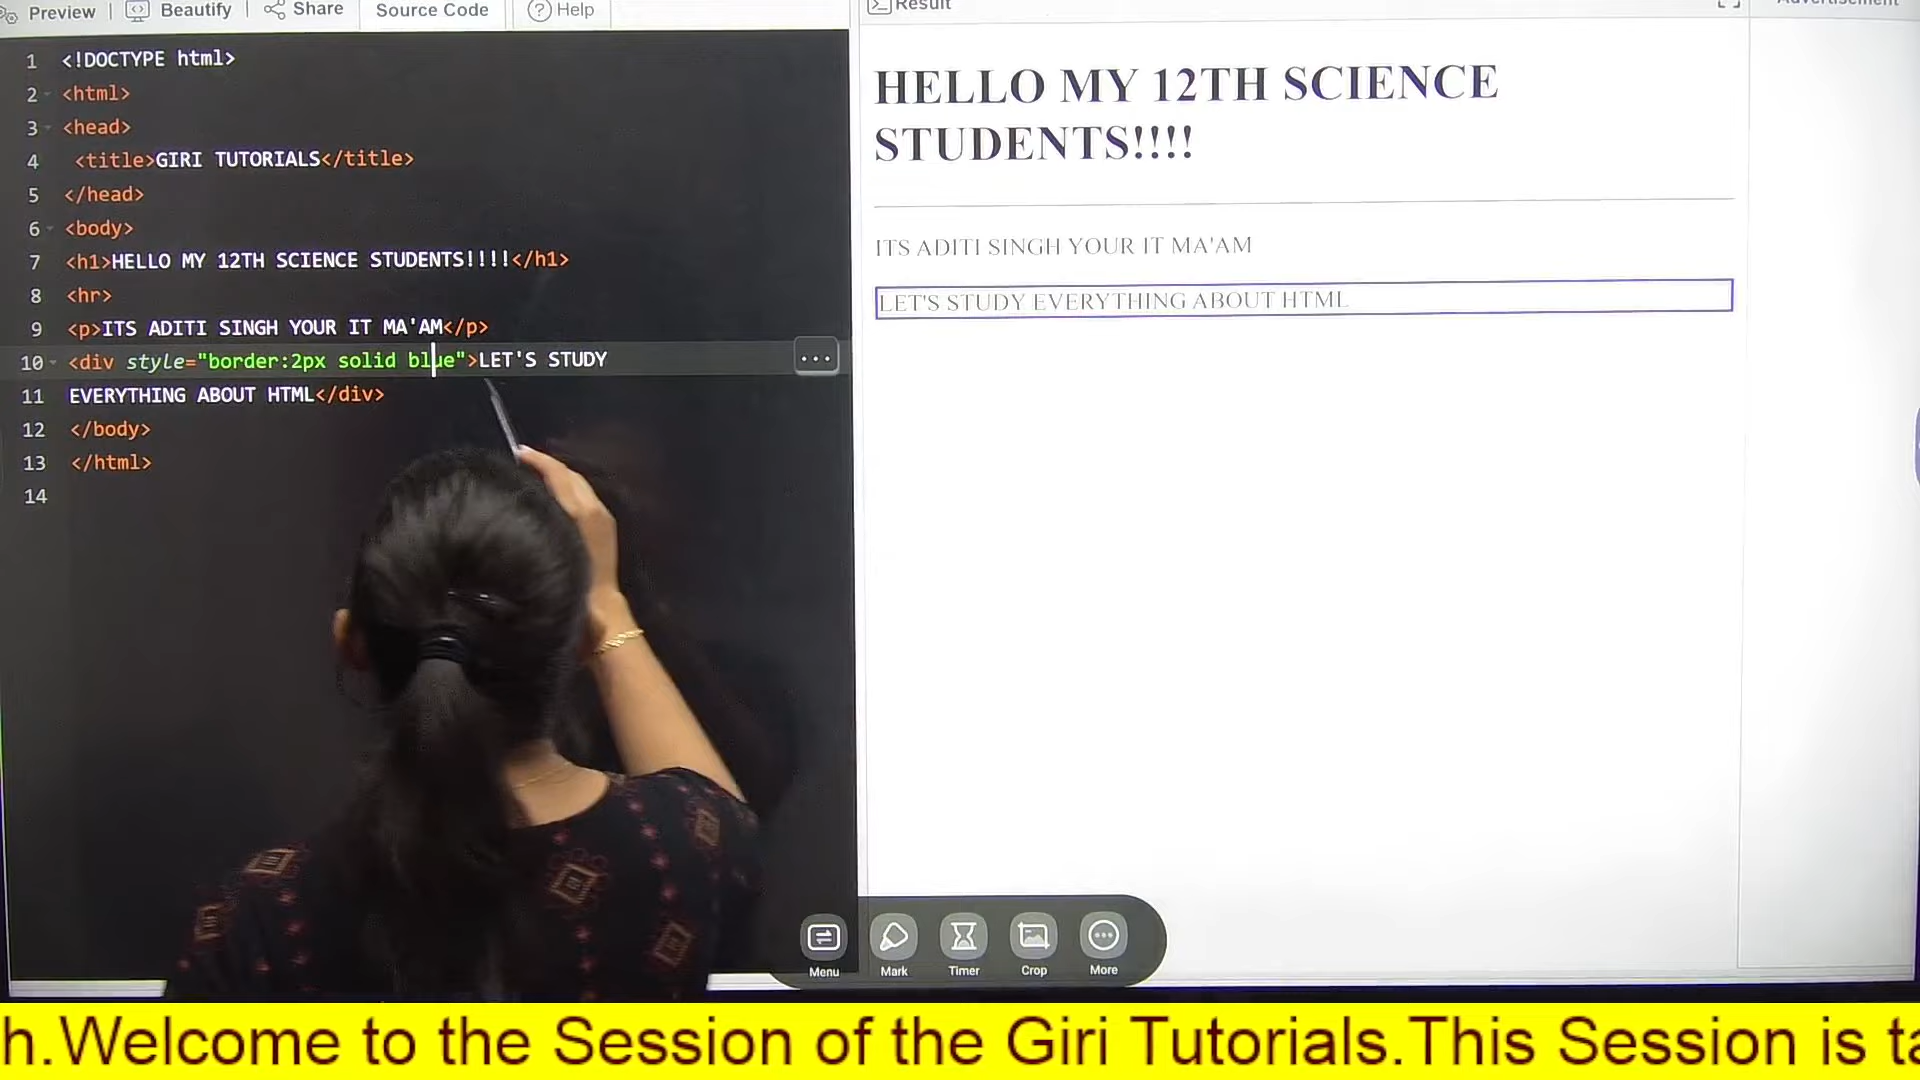 Preview
Beautify
Share
Source Code
Help
Result
Advertisement
1 <!DOCTYPE html>
2 <html>
3 <head>
4 <title>GIRI TUTORIALS</title>
5 </head>
6 <body>
7 <h1>HELLO MY 12TH SCIENCE STUDENTS!!!!</h1>
8 <hr>
9 <p>ITS ADITI SINGH YOUR IT MA'AM</p>
10 <div style="border:2px solid blue">LET'S STUDY
11 EVERYTHING ABOUT HTML</div>
12 </body>
13 </html>
14
HELLO MY 12TH SCIENCE
STUDENTS!!!!
ITS ADITI SINGH YOUR IT MA'AM
LET'S STUDY EVERYTHING ABOUT HTML
Menu
Mark
Timer
Crop
More
h.Welcome to the Session of the Giri Tutorials.This Session is ta